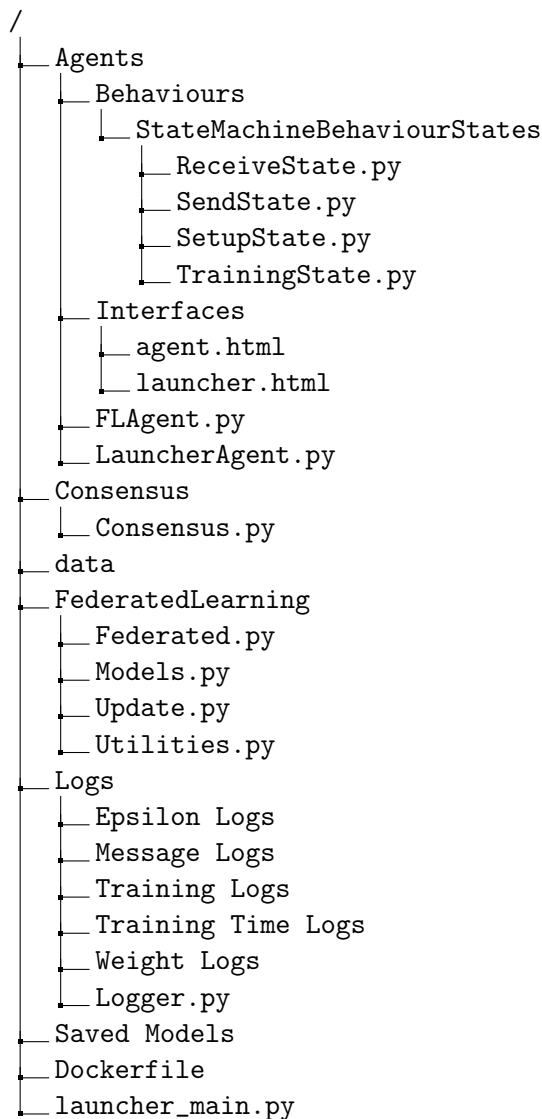 /
Agents
Behaviours
StateMachineBehaviourStates
ReceiveState.py
SendState.py
SetupState.py
TrainingState.py
Interfaces
agent.html
launcher.html
FLAgent.py
LauncherAgent.py
Consensus
Consensus.py
data
FederatedLearning
Federated.py
Models.py
Update.py
Utilities.py
Logs
Epsilon Logs
Message Logs
Training Logs
Training Time Logs
Weight Logs
Logger.py
Saved Models
Dockerfile
launcher_main.py